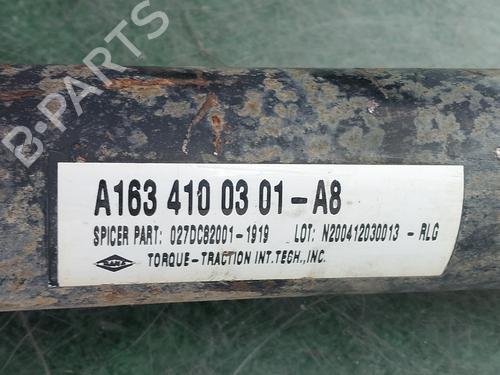 B-PARTS
A163 410 03 01-A8
SPICER PART: 027DC82001-1919 LOT: N200412030013 - RLG
DANA
TORQUE-TRACTION INT.TECH.,INC.